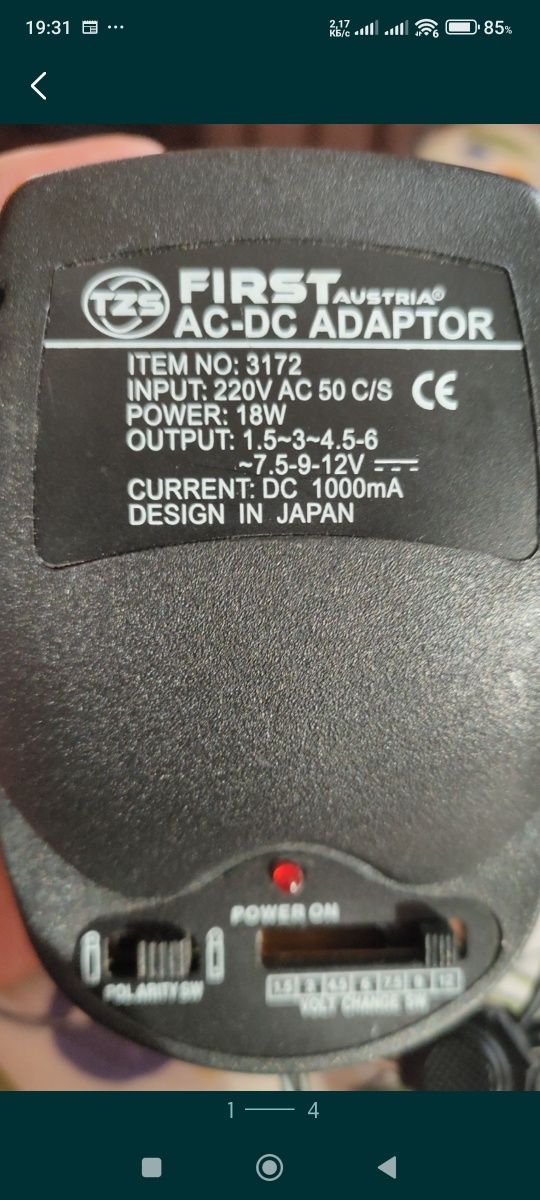 19:31
2,17
КБ/с
6
85%
TZS
FIRST AUSTRIA®
AC-DC ADAPTOR
ITEM NO: 3172
INPUT: 220V AC 50 C/S CE
POWER: 18W
OUTPUT: 1.5~3~4.5-6
~7.5-9-12V
CURRENT: DC 1000mA
DESIGN IN JAPAN
POWER ON
POLARITY SW
1.5 3 4.5 6 7.5 9 12
VOLT CHANGE SW
1 4